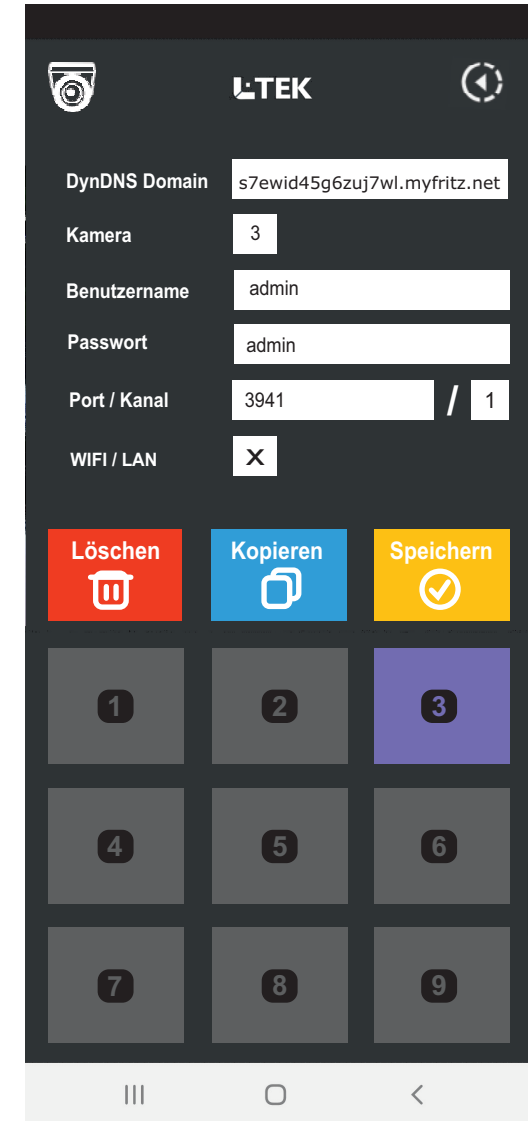 L:TEK
DynDNS Domain s7ewid45g6zuj7wl.myfritz.net
Kamera 3
Benutzername admin
Passwort admin
Port / Kanal 3941 / 1
WIFI / LAN X
Löschen Kopieren Speichern
1 2 3
4 5 6
7 8 9